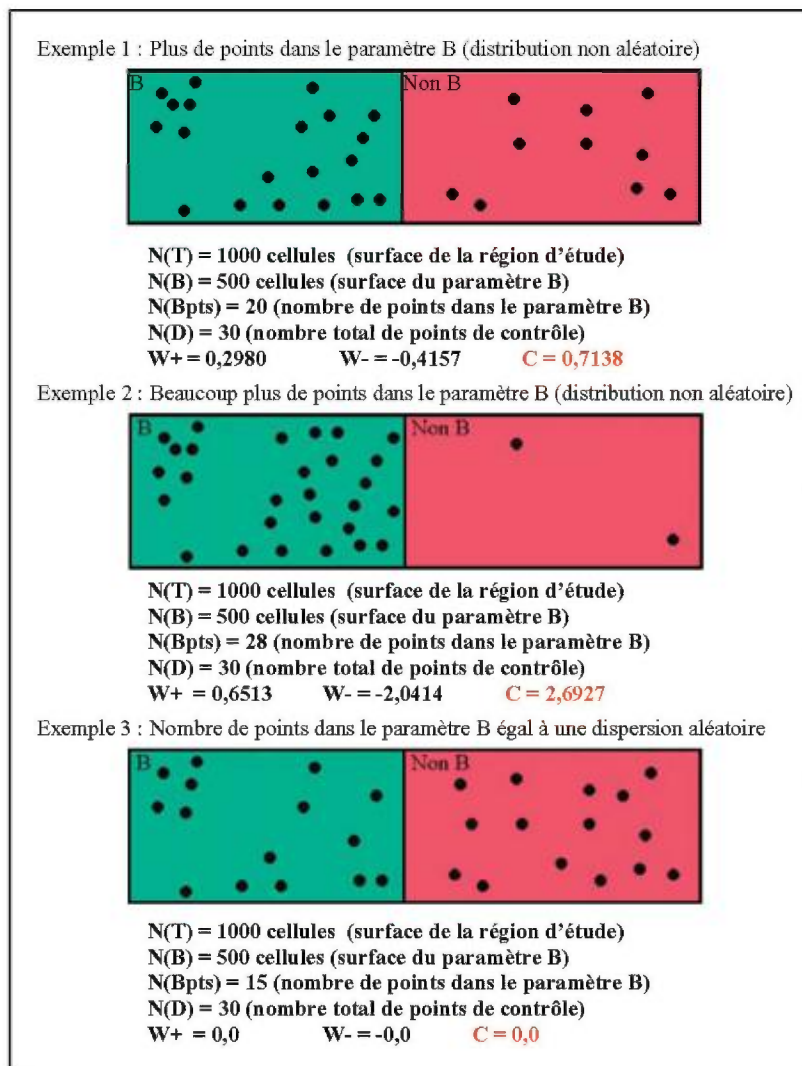 Exemple 1 : Plus de points dans le paramètre B (distribution non aléatoire)
B Non B
N(T) = 1000 cellules (surface de la région d'étude)
N(B) = 500 cellules (surface du paramètre B)
N(Bpts) = 20 (nombre de points dans le paramètre B)
N(D) = 30 (nombre total de points de contrôle)
W+ = 0,2980 W- = -0,4157 C = 0,7138
Exemple 2 : Beaucoup plus de points dans le paramètre B (distribution non aléatoire)
B Non B
N(T) = 1000 cellules (surface de la région d'étude)
N(B) = 500 cellules (surface du paramètre B)
N(Bpts) = 28 (nombre de points dans le paramètre B)
N(D) = 30 (nombre total de points de contrôle)
W+ = 0,6513 W- = -2,0414 C = 2,6927
Exemple 3 : Nombre de points dans le paramètre B égal à une dispersion aléatoire
B Non B
N(T) = 1000 cellules (surface de la région d'étude)
N(B) = 500 cellules (surface du paramètre B)
N(Bpts) = 15 (nombre de points dans le paramètre B)
N(D) = 30 (nombre total de points de contrôle)
W+ = 0,0 W- = -0,0 C = 0,0